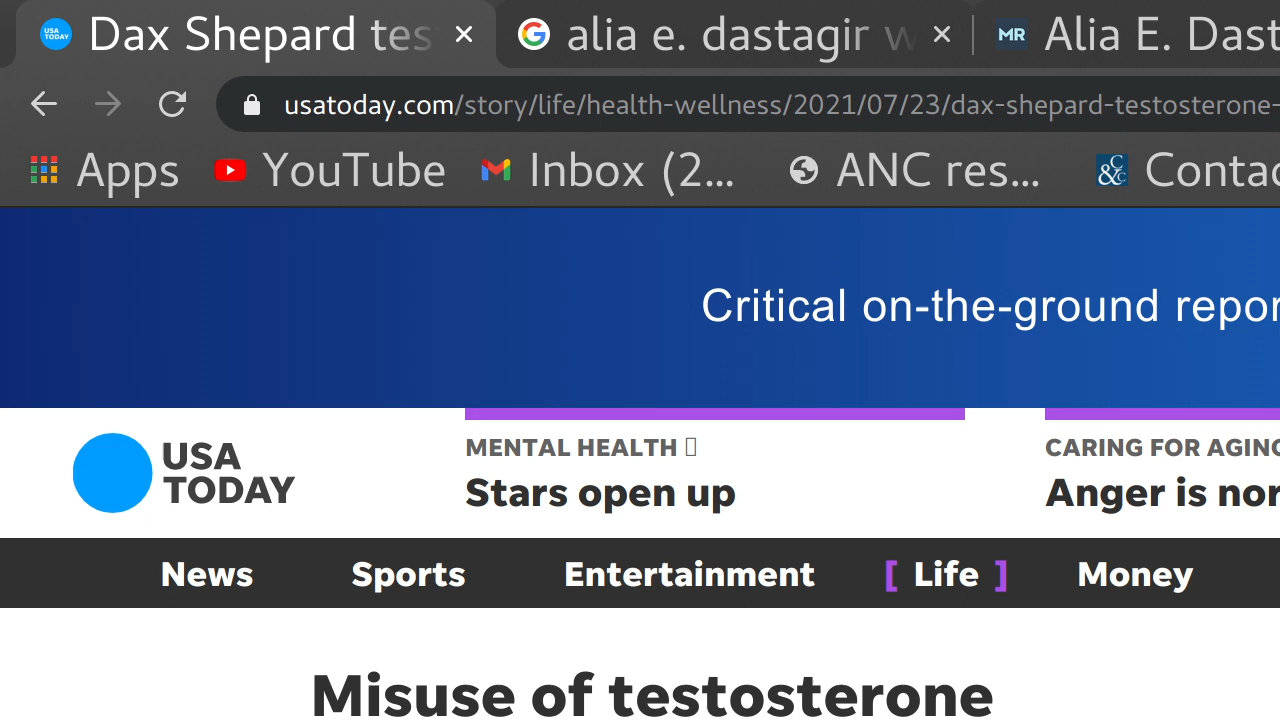 Dax Shepard tes
alia e. dastagir w
MR
Alia E. Dast
usatoday.com/story/life/health-wellness/2021/07/23/dax-shepard-testosterone-
Apps
YouTube
Inbox (2...
ANC res...
Contac
Critical on-the-ground repor
USA
TODAY
MENTAL HEALTH
Stars open up
CARING FOR AGING
Anger is nor
News
Sports
Entertainment
[ Life ]
Money
Misuse of testosterone